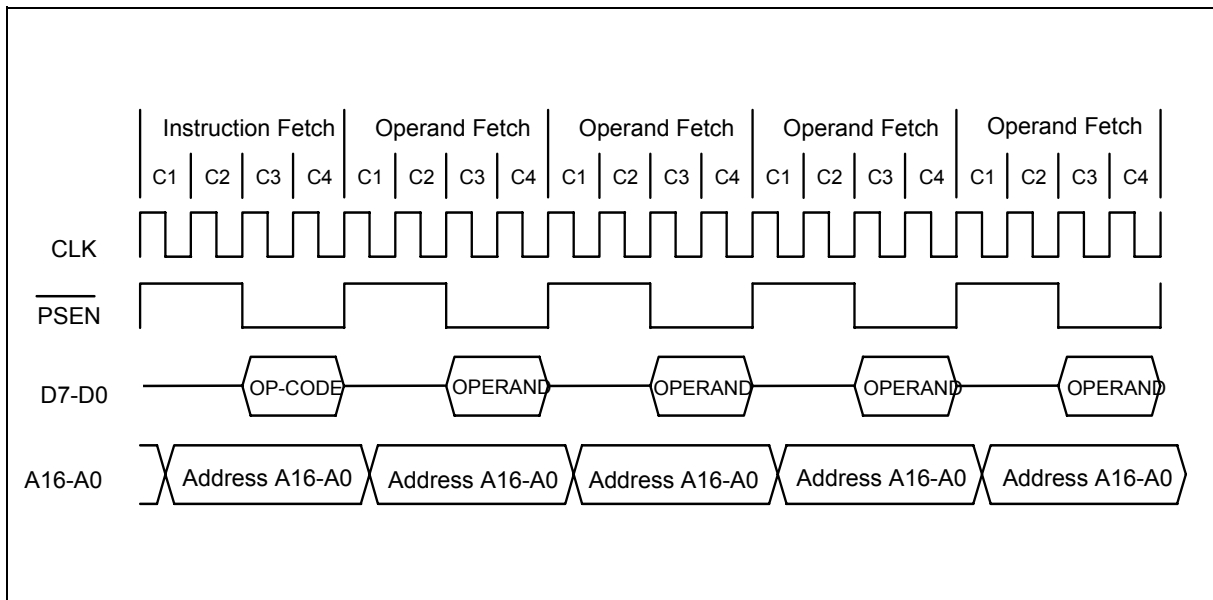 Instruction Fetch Operand Fetch Operand Fetch Operand Fetch Operand Fetch
C1 C2 C3 C4 C1 C2 C3 C4 C1 C2 C3 C4 C1 C2 C3 C4 C1 C2 C3 C4
CLK
PSEN
D7-D0 OP-CODE OPERAND OPERAND OPERAND OPERAND
A16-A0 Address A16-A0 Address A16-A0 Address A16-A0 Address A16-A0 Address A16-A0